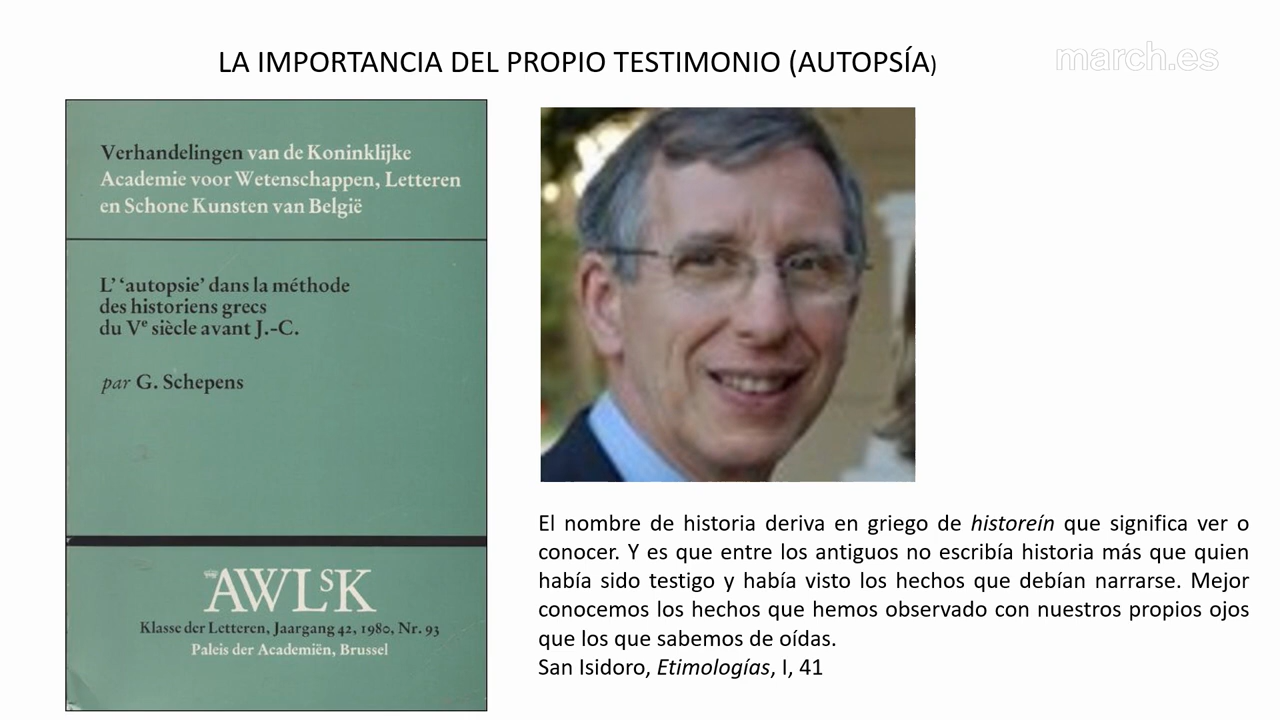 LA IMPORTANCIA DEL PROPIO TESTIMONIO (AUTOPSÍA)
march.es
Verhandelingen van de Koninklijke
Academie voor Wetenschappen, Letteren
en Schone Kunsten van België
L' 'autopsie' dans la méthode
des historiens grecs
du Ve siècle avant J.-C.
par G. Schepens
AWLSK
Klasse der Letteren, Jaargang 42, 1980, Nr. 93
Paleis der Academiën, Brussel
El nombre de historia deriva en griego de historeín que significa ver o
conocer. Y es que entre los antiguos no escribía historia más que quien
había sido testigo y había visto los hechos que debían narrarse. Mejor
conocemos los hechos que hemos observado con nuestros propios ojos
que los que sabemos de oídas.
San Isidoro, Etimologías, I, 41